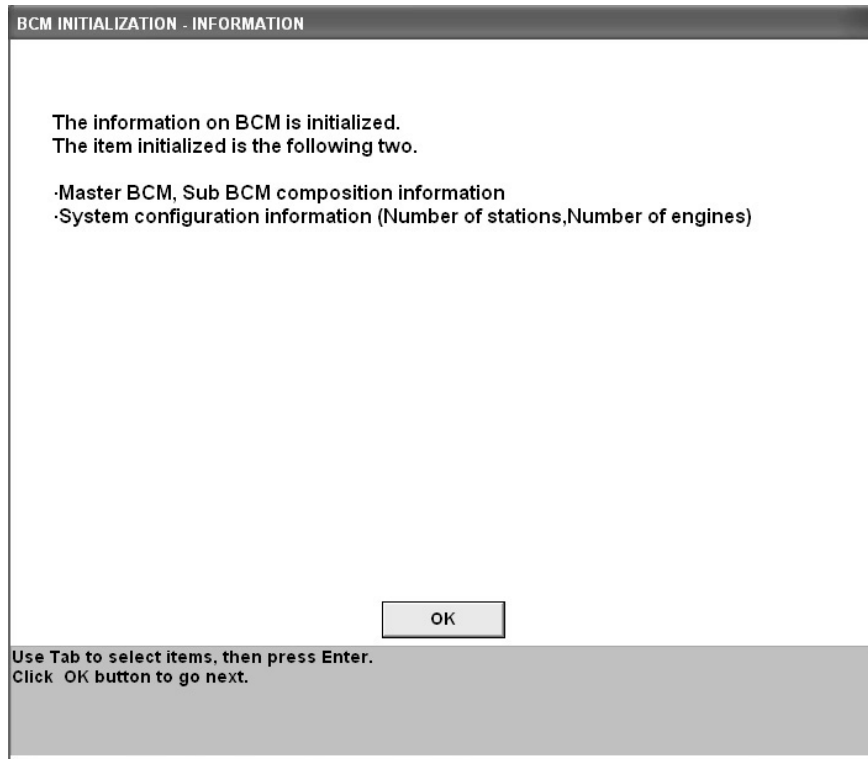 BCM INITIALIZATION - INFORMATION
The information on BCM is initialized.
The item initialized is the following two.
·Master BCM, Sub BCM composition information
·System configuration information (Number of stations,Number of engines)
OK
Use Tab to select items, then press Enter.
Click  OK button to go next.